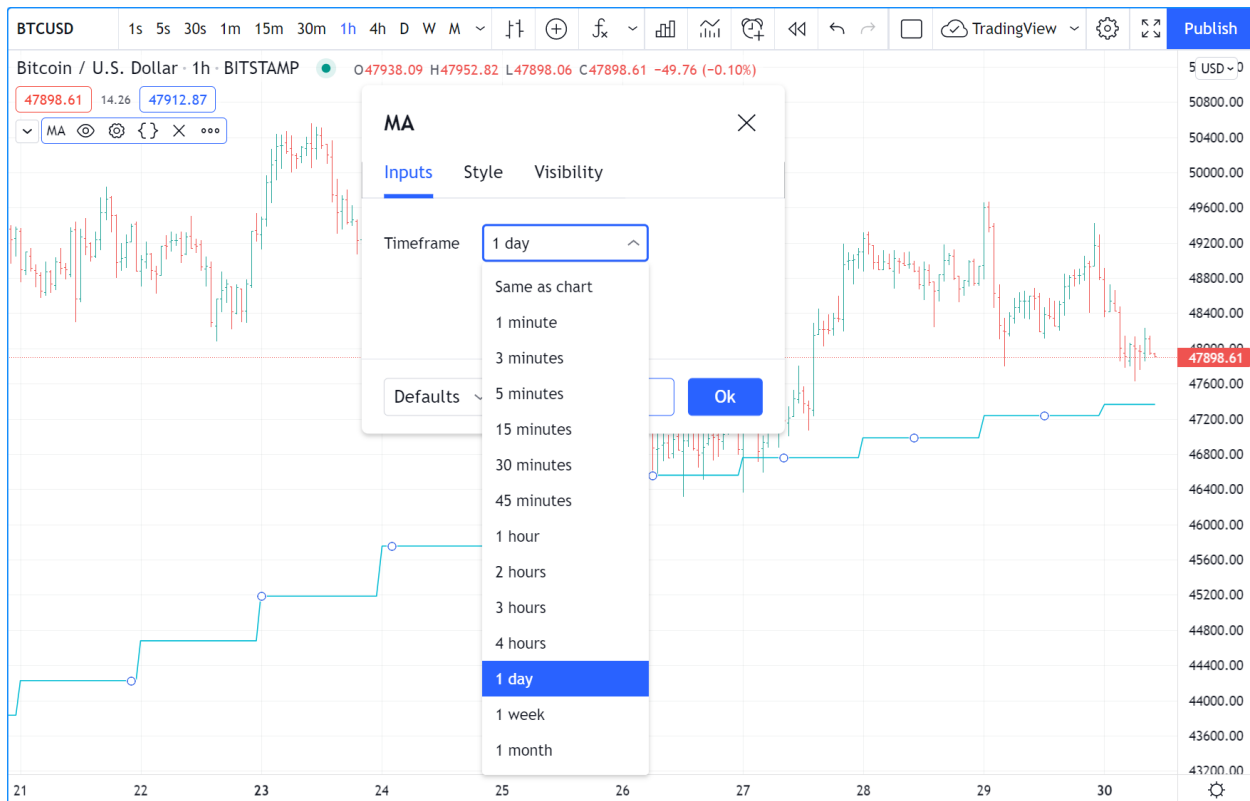 BTCUSD 1s 5s 30s 1m 15m 30m 1h 4h D W M TradingView Publish
Bitcoin / U.S. Dollar · 1h · BITSTAMP O47938.09 H47952.82 L47898.06 C47898.61 −49.76 (−0.10%)
USD
47898.61 14.26 47912.87
MA
MA
Inputs Style Visibility
Timeframe 1 day
Same as chart
1 minute
3 minutes
5 minutes
15 minutes
30 minutes
45 minutes
1 hour
2 hours
3 hours
4 hours
1 day
1 week
1 month
Defaults Ok
50800.00
50400.00
50000.00
49600.00
49200.00
48800.00
48400.00
48000.00
47898.61
47600.00
47200.00
46800.00
46400.00
46000.00
45600.00
45200.00
44800.00
44400.00
44000.00
43600.00
43200.00
21 22 23 24 25 26 27 28 29 30